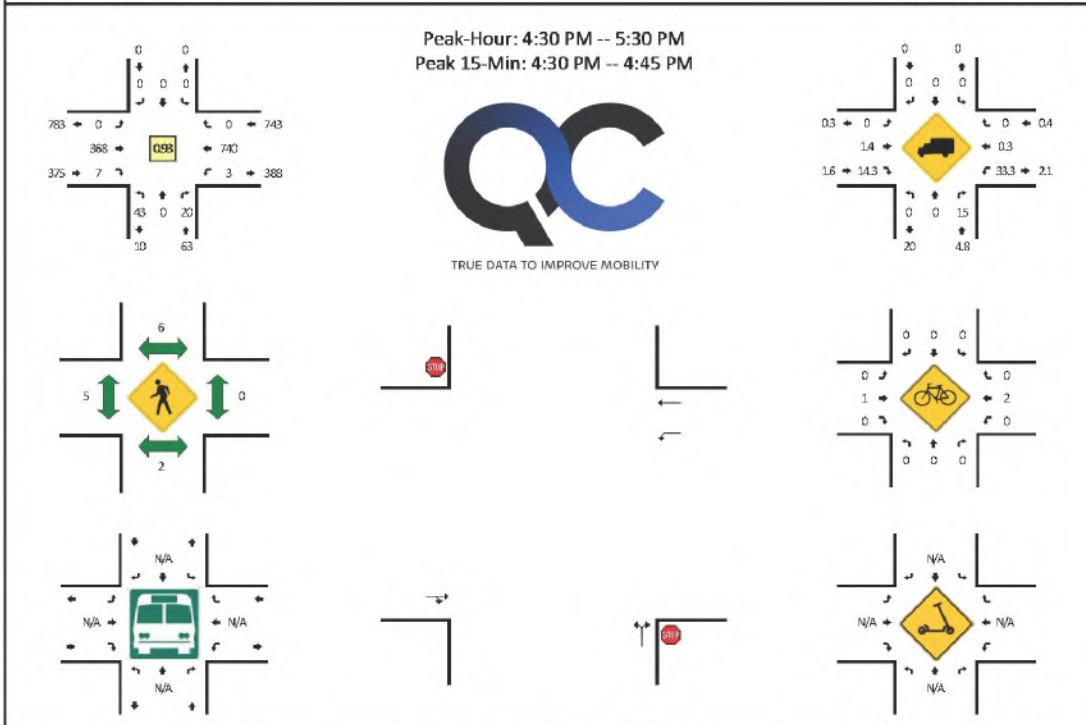 Peak-Hour: 4:30 PM -- 5:30 PM
Peak 15-Min: 4:30 PM -- 4:45 PM
0 0
0 0 0
783 0 0 743
368 0.93 740
375 7 3 388
43 0 20
10 63
QC
TRUE DATA TO IMPROVE MOBILITY
0 0
0 0 0
0.3 0 0 0.4
1.4 0.3
1.6 14.3 33.3 2.1
0 0 15
20 4.8
6
5 0
2
STOP
STOP
0 0 0
0 0
1 2
0 0
0 0 0
N/A
N/A N/A
N/A
N/A
N/A N/A
N/A